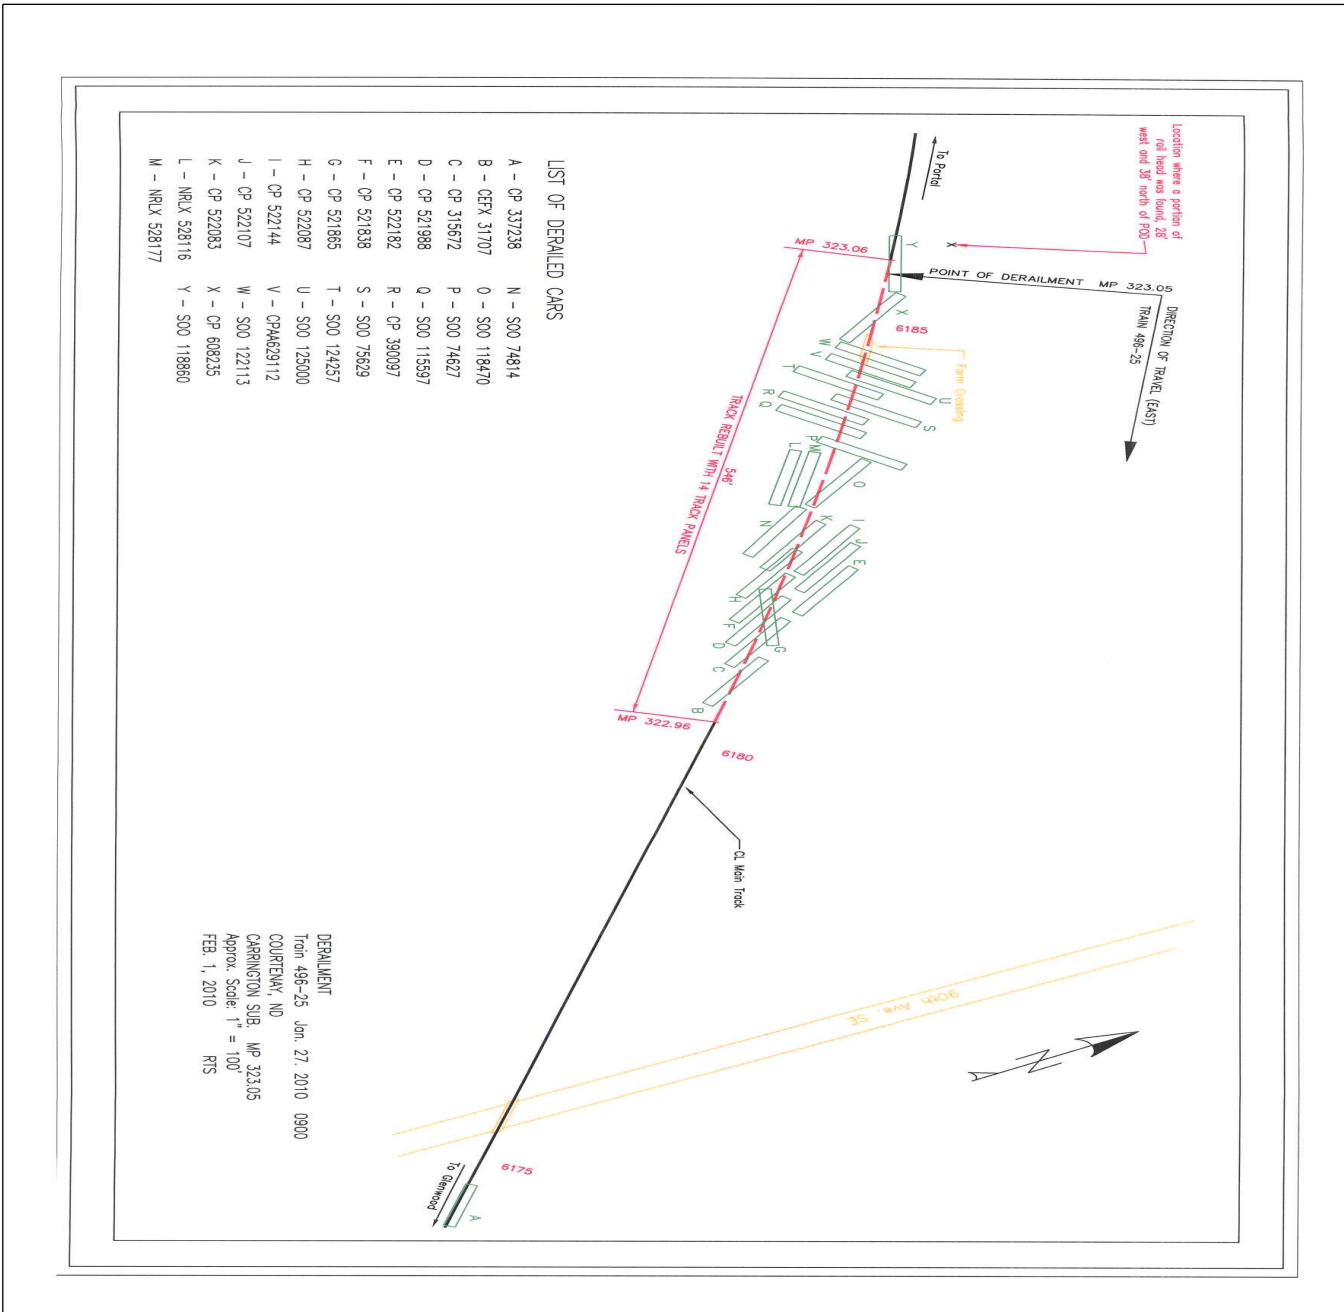 Location where a portion of
rail head was found, 28'
west and 38' north of POD
X
To Portal
DIRECTION OF TRAVEL (EAST)
TRAIN 496-25
POINT OF DERAILMENT MP 323.05
MP 323.06
6185
Farm Crossing
Y
X
W
V
U
T
S
R
Q
P
O
M
L
N
K
I
J
E
H
F
D
G
C
B
546'
TRACK REBUILT WITH 14 TRACK PANELS
MP 322.96
6180
CL Main Track
90th Ave. SE
N
6175
To Glenwood
A
LIST OF DERAILED CARS
A - CP 337238 N - SOO 74814
B - CEFX 31707 O - SOO 118470
C - CP 315672 P - SOO 74627
D - CP 521988 Q - SOO 115597
E - CP 522182 R - CP 390097
F - CP 521838 S - SOO 75629
G - CP 521865 T - SOO 124257
H - CP 522087 U - SOO 125000
I - CP 522144 V - CPAA629112
J - CP 522107 W - SOO 122113
K - CP 522083 X - CP 608235
L - NRLX 528116 Y - SOO 118860
M - NRLX 528177
DERAILMENT
Train 496-25 Jan. 27. 2010 0900
COURTENAY, ND
CARRINGTON SUB. MP 323.05
Approx. Scale: 1" = 100'
FEB. 1, 2010 RTS